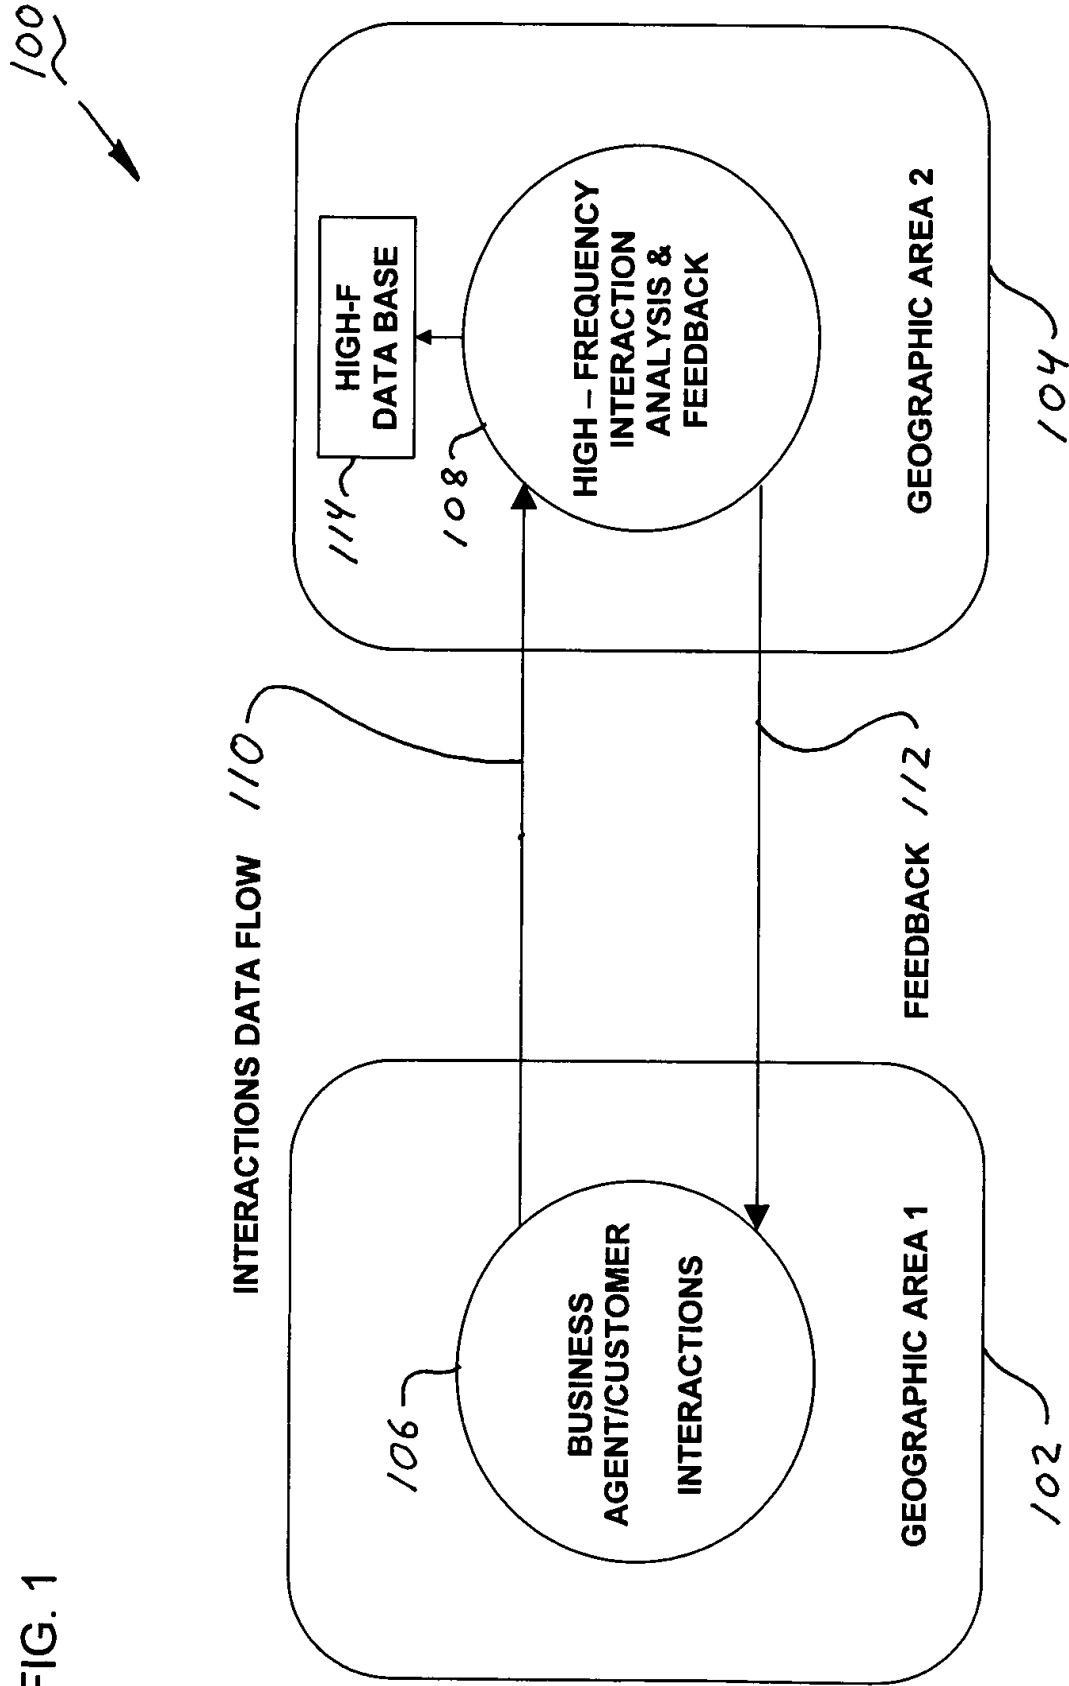 FIG. 1
100
INTERACTIONS DATA FLOW 110
106
BUSINESS
AGENT/CUSTOMER
INTERACTIONS
GEOGRAPHIC AREA 1
102
114
HIGH-F
DATA BASE
108
HIGH – FREQUENCY
INTERACTION
ANALYSIS &
FEEDBACK
GEOGRAPHIC AREA 2
104
FEEDBACK 112